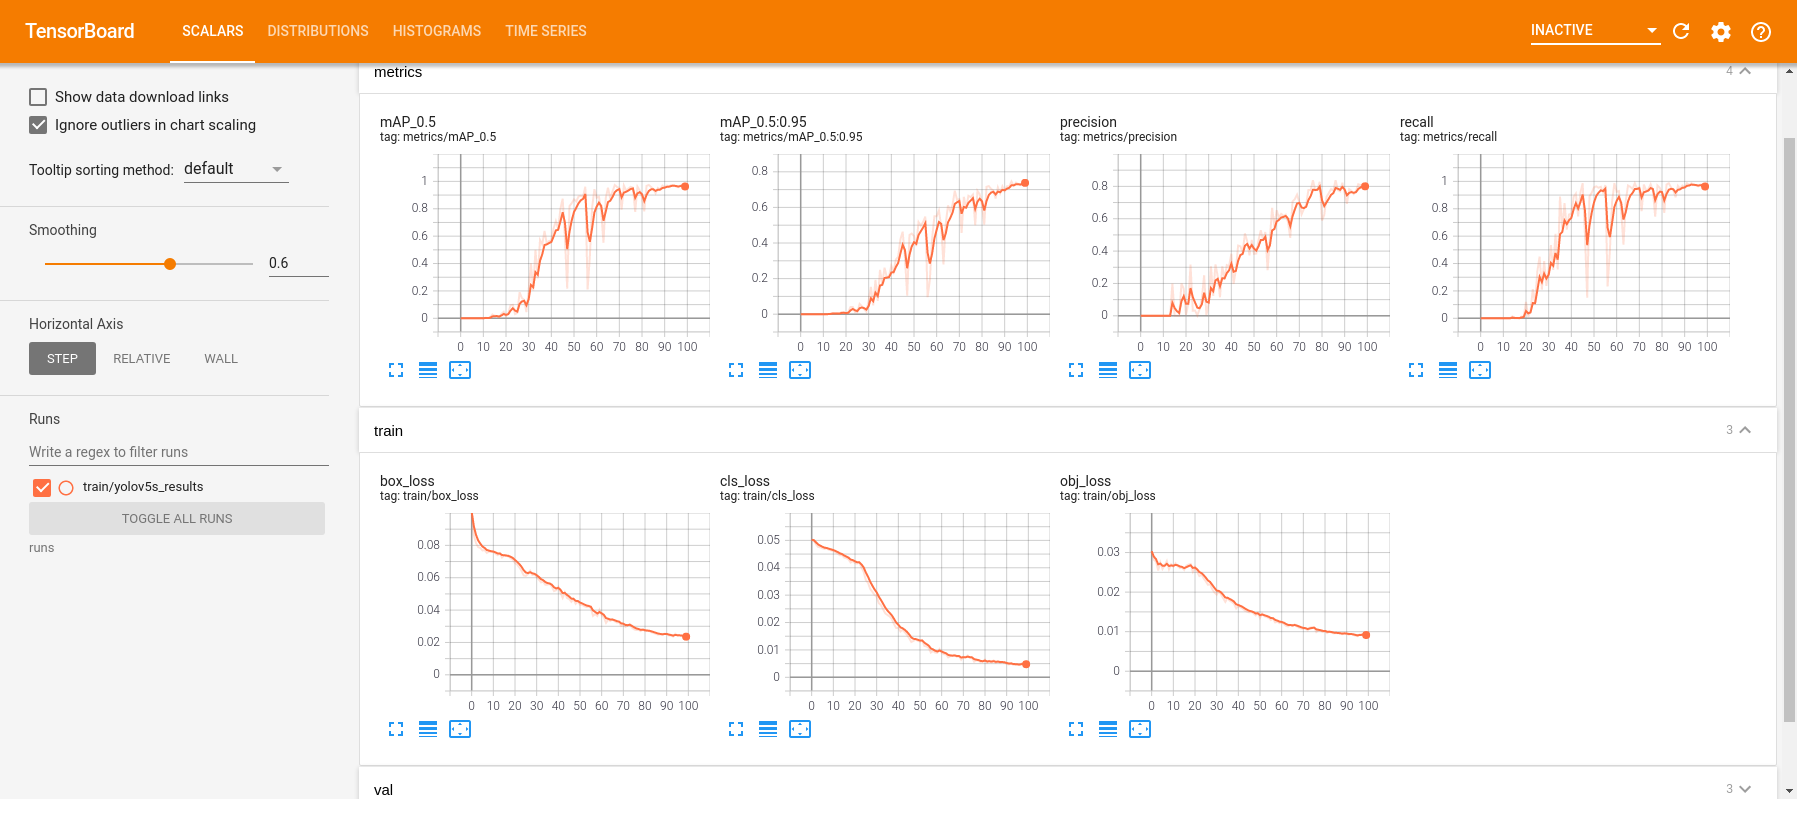 TensorBoard
SCALARS DISTRIBUTIONS HISTOGRAMS TIME SERIES
INACTIVE
Show data download links
Ignore outliers in chart scaling
Tooltip sorting method: default
Smoothing
0.6
Horizontal Axis
STEP RELATIVE WALL
Runs
Write a regex to filter runs
train/yolov5s_results
TOGGLE ALL RUNS
runs
metrics
4
mAP_0.5
tag: metrics/mAP_0.5
1
0.8
0.6
0.4
0.2
0
0 10 20 30 40 50 60 70 80 90 100
mAP_0.5:0.95
tag: metrics/mAP_0.5:0.95
0.8
0.6
0.4
0.2
0
0 10 20 30 40 50 60 70 80 90 100
precision
tag: metrics/precision
0.8
0.6
0.4
0.2
0
0 10 20 30 40 50 60 70 80 90 100
recall
tag: metrics/recall
1
0.8
0.6
0.4
0.2
0
0 10 20 30 40 50 60 70 80 90 100
train
3
box_loss
tag: train/box_loss
0.08
0.06
0.04
0.02
0
0 10 20 30 40 50 60 70 80 90 100
cls_loss
tag: train/cls_loss
0.05
0.04
0.03
0.02
0.01
0
0 10 20 30 40 50 60 70 80 90 100
obj_loss
tag: train/obj_loss
0.03
0.02
0.01
0
0 10 20 30 40 50 60 70 80 90 100
val
3